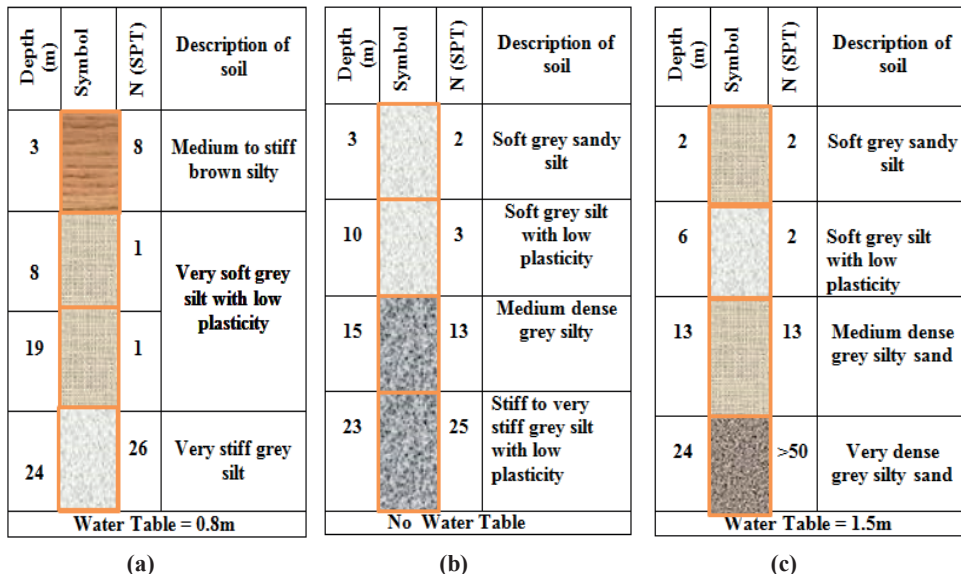 Depth (m)
Symbol
N (SPT)
Description of
soil
3
8
Medium to stiff
brown silty
8
1
Very soft grey
silt with low
plasticity
19
1
24
26
Very stiff grey
silt
Water Table = 0.8m
(a)
Depth (m)
Symbol
N (SPT)
Description of
soil
3
2
Soft grey sandy
silt
10
3
Soft grey silt
with low
plasticity
15
13
Medium dense
grey silty
23
25
Stiff to very
stiff grey silt
with low
plasticity
No Water Table
(b)
Depth (m)
Symbol
N (SPT)
Description of
soil
2
2
Soft grey sandy
silt
6
2
Soft grey silt
with low
plasticity
13
13
Medium dense
grey silty sand
24
>50
Very dense
grey silty sand
Water Table = 1.5m
(c)